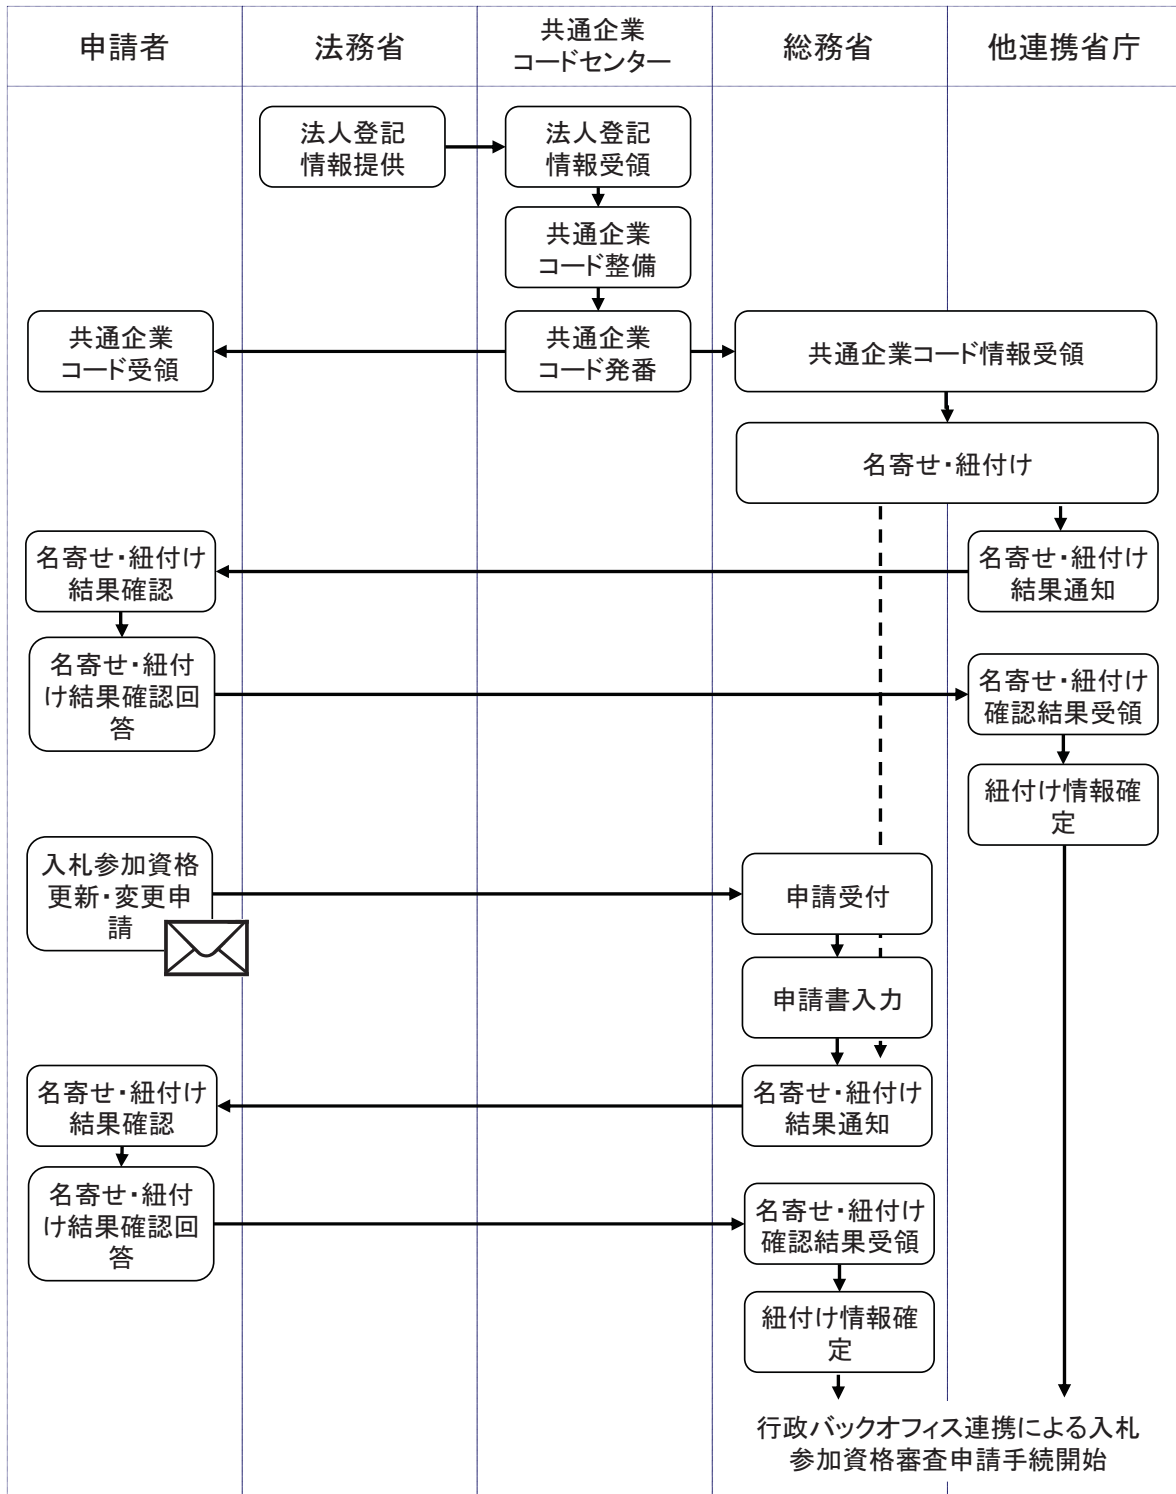 申請者
法務省
共通企業
コードセンター
総務省
他連携省庁
法人登記
情報提供
法人登記
情報受領
共通企業
コード整備
共通企業
コード受領
共通企業
コード発番
共通企業コード情報受領
名寄せ・紐付け
名寄せ・紐付け
結果確認
名寄せ・紐付け
結果通知
名寄せ・紐付
け結果確認回
答
名寄せ・紐付け
確認結果受領
紐付け情報確
定
入札参加資格
更新・変更申
請
申請受付
申請書入力
名寄せ・紐付け
結果確認
名寄せ・紐付け
結果通知
名寄せ・紐付
け結果確認回
答
名寄せ・紐付け
確認結果受領
紐付け情報確
定
行政バックオフィス連携による入札
参加資格審査申請手続開始